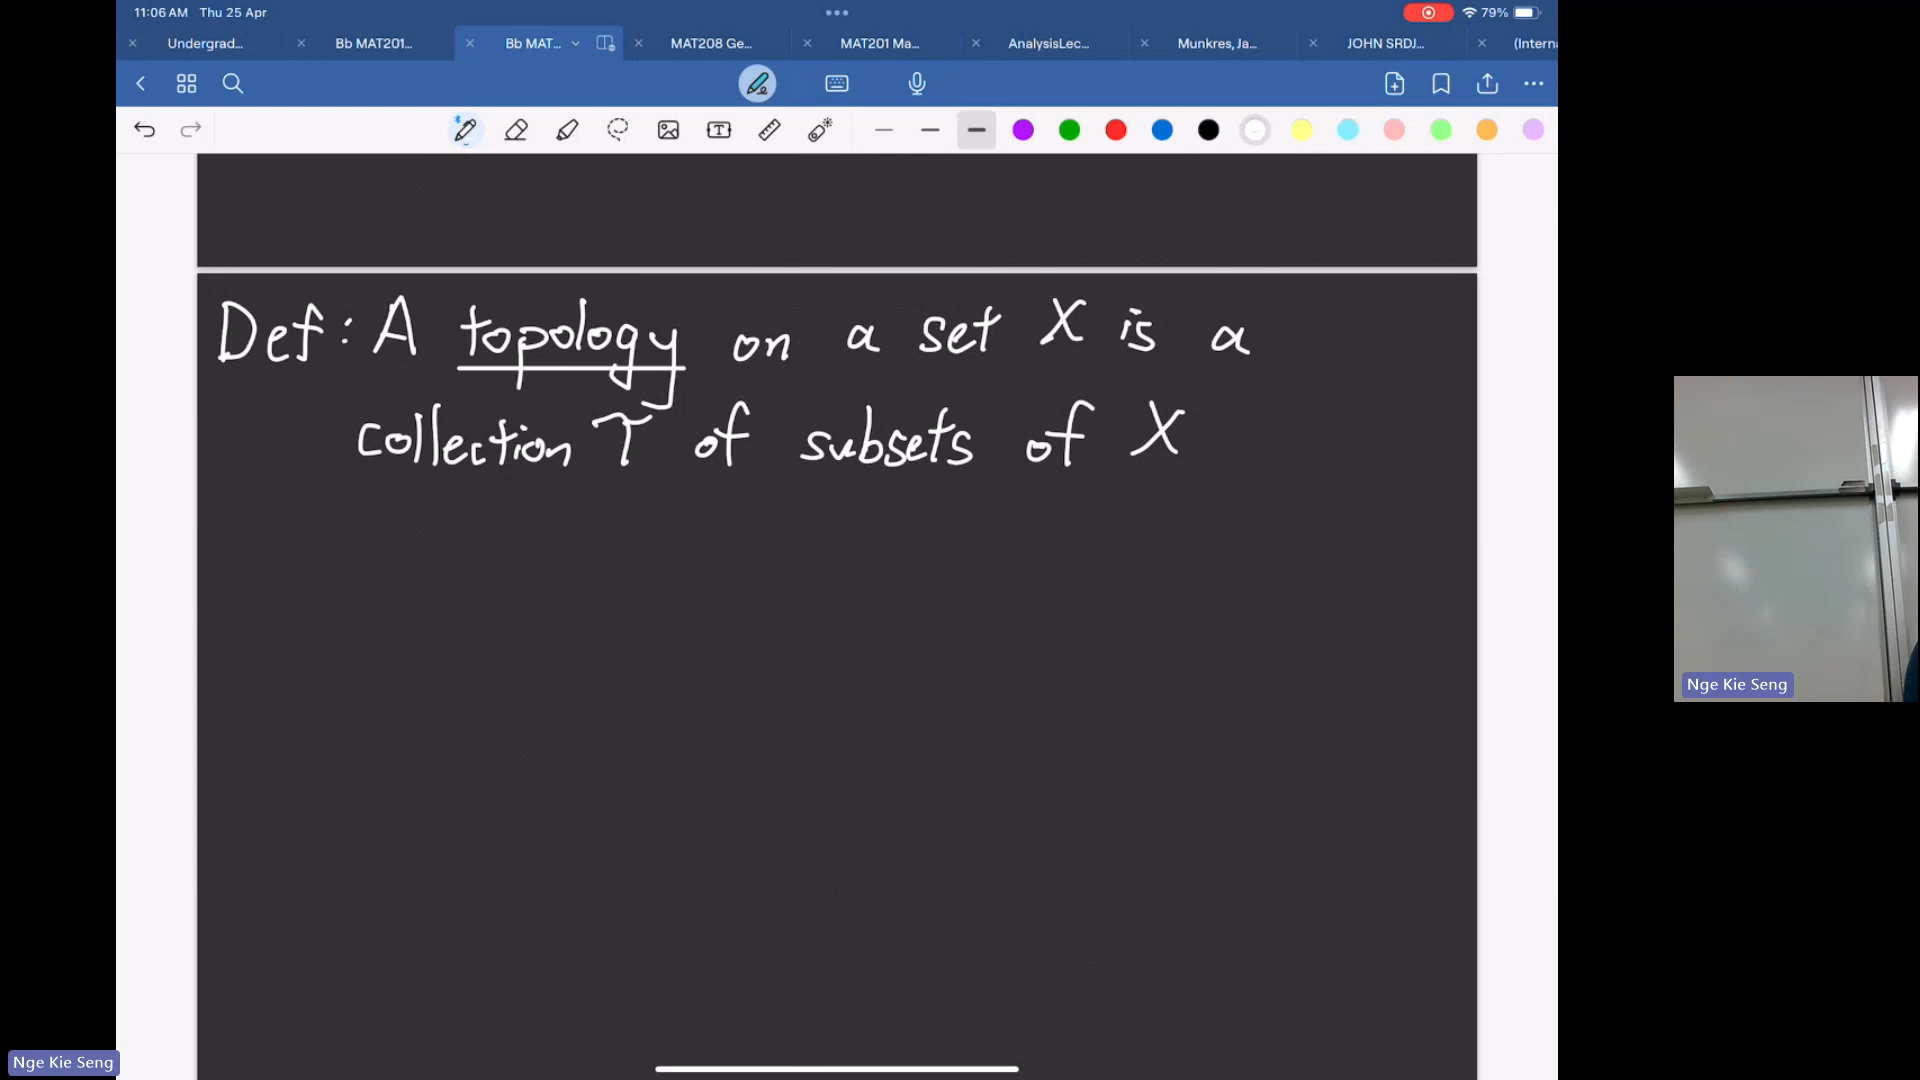 11:06 AM Thu 25 Apr
79%
Undergrad...
Bb MAT201...
Bb MAT...
MAT208 Ge...
MAT201 Ma...
AnalysisLec...
Munkres, Ja...
JOHN SRDJ...
(Intern
Def: A topology on a set X is a
collection T of subsets of X
Nge Kie Seng
Nge Kie Seng